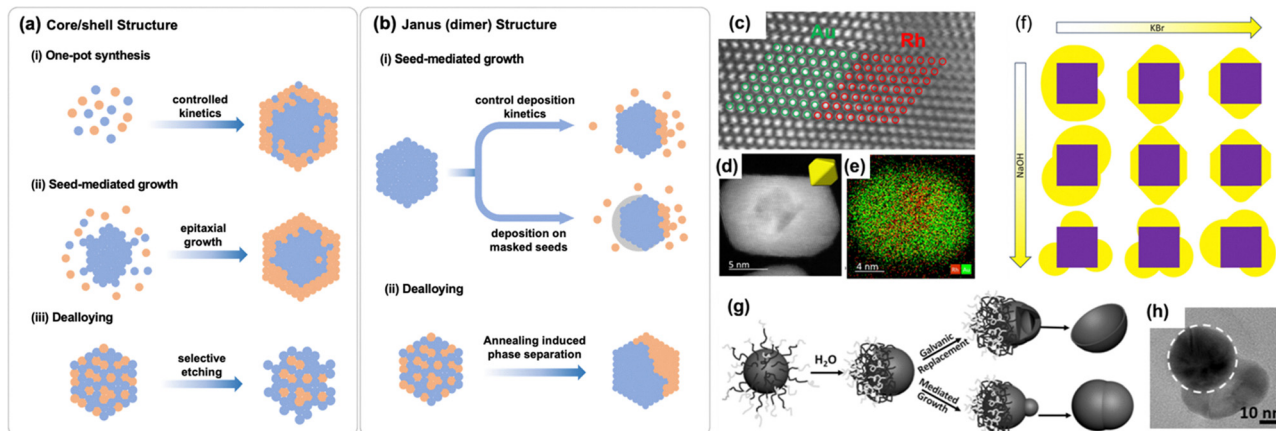 (a) Core/shell Structure
(i) One-pot synthesis
controlled
kinetics
(ii) Seed-mediated growth
epitaxial
growth
(iii) Dealloying
selective
etching
(b) Janus (dimer) Structure
(i) Seed-mediated growth
control deposition
kinetics
deposition on
masked seeds
(ii) Dealloying
Annealing induced
phase separation
(c)
Au
Rh
(d)
5 nm
(e)
4 nm
Rh
Au
(f)
KBr
NaOH
(g)
H₂O
Galvanic
Replacement
Mediated
Growth
(h)
10 nm